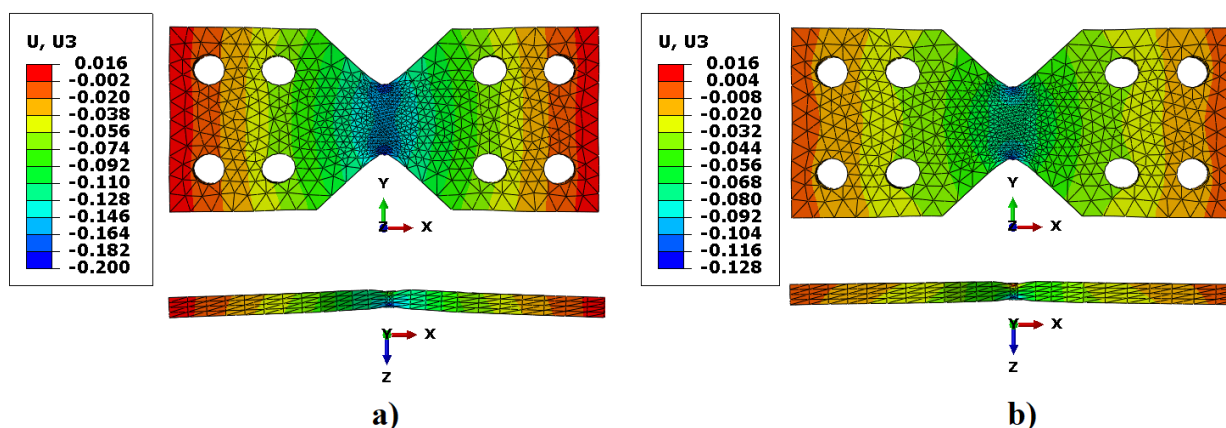 U, U3
0.016
-0.002
-0.020
-0.038
-0.056
-0.074
-0.092
-0.110
-0.128
-0.146
-0.164
-0.182
-0.200
Y
Z X
Y X
Z
a)
U, U3
0.016
0.004
-0.008
-0.020
-0.032
-0.044
-0.056
-0.068
-0.080
-0.092
-0.104
-0.116
-0.128
Y
Z X
Y X
Z
b)